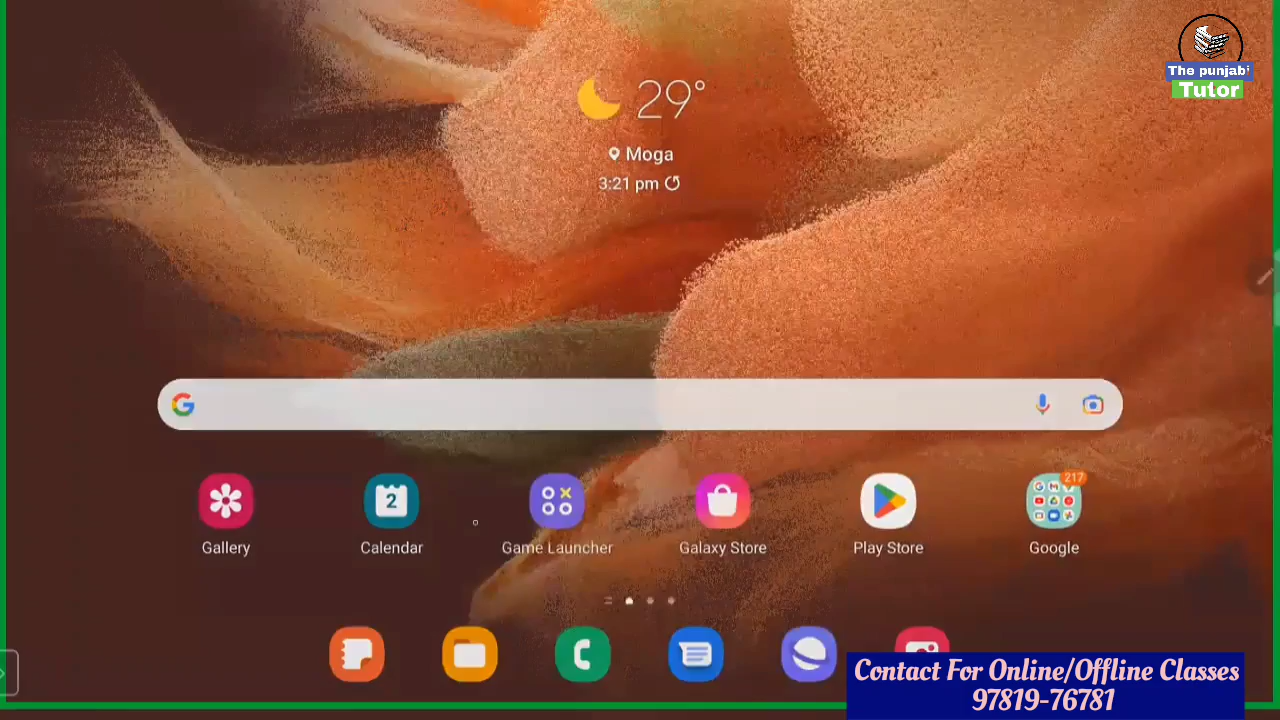 The punjabi
Tutor
29°
Moga
3:21 pm
G
2
217
Gallery
Calendar
Game Launcher
Galaxy Store
Play Store
Google
Contact For Online/Offline Classes
97819-76781